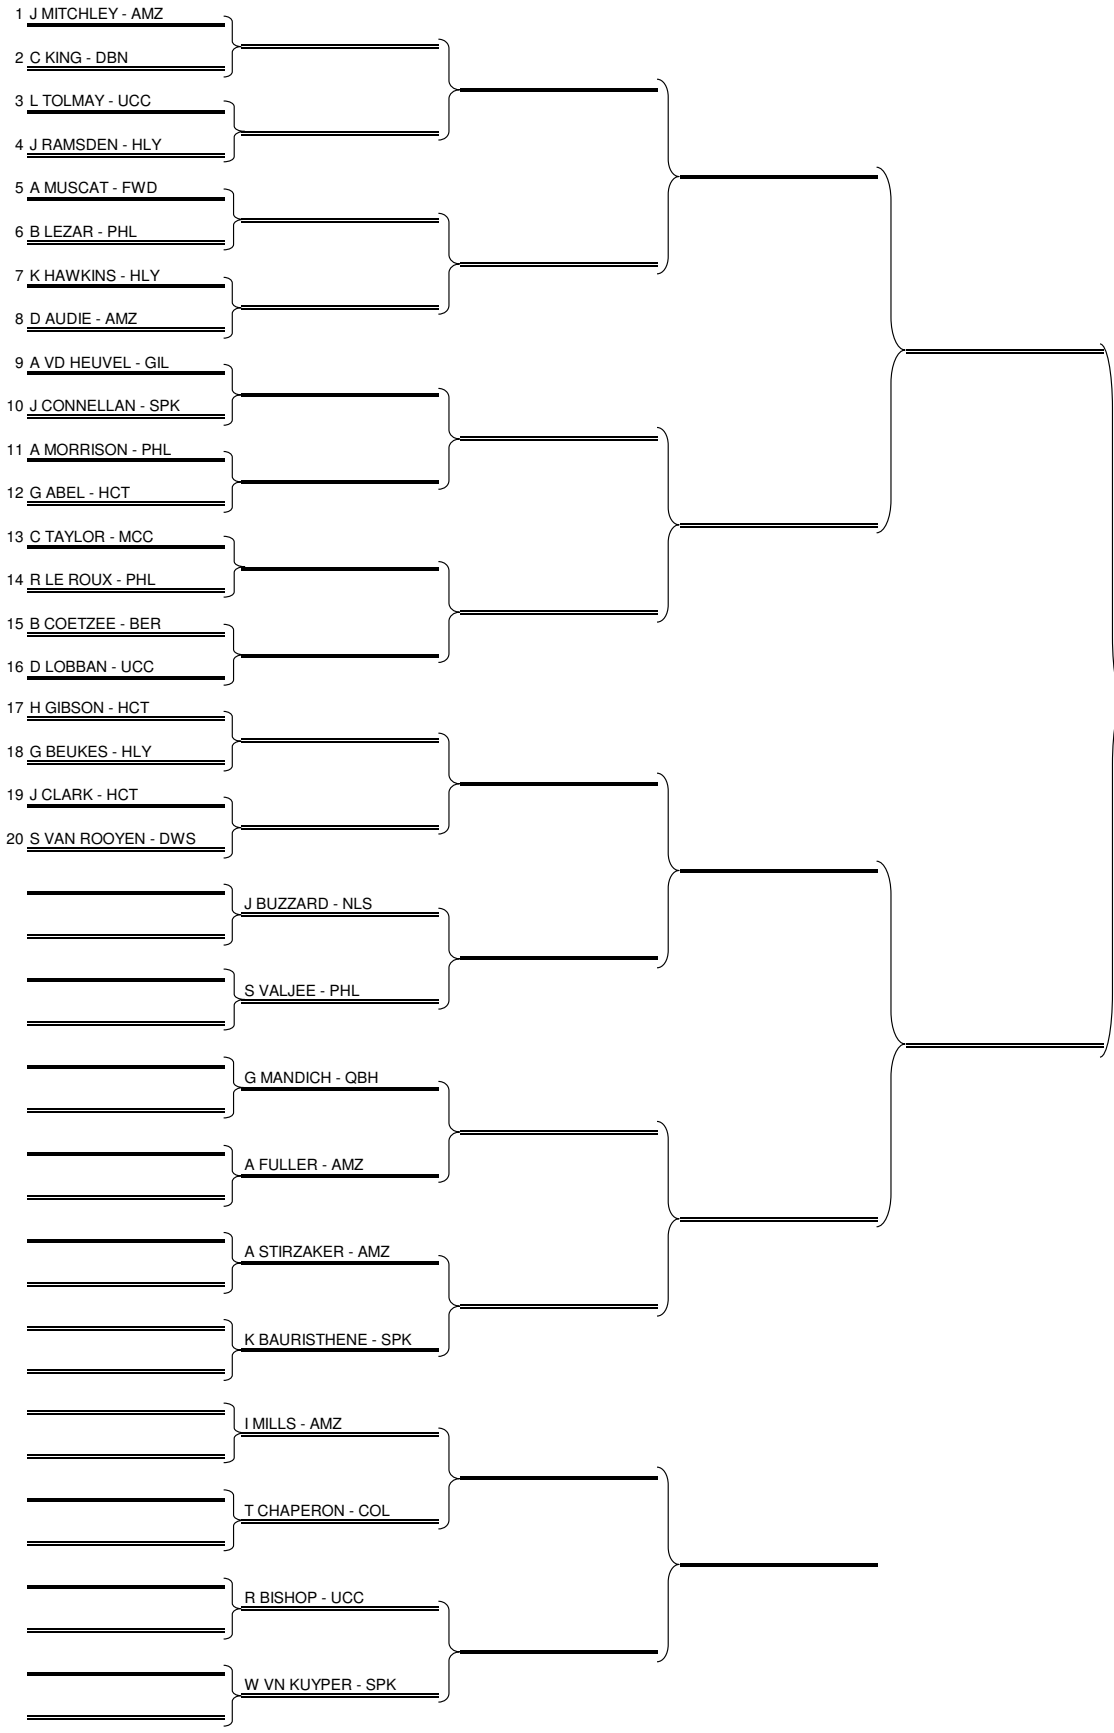 1 J MITCHLEY - AMZ
2 C KING - DBN
3 L TOLMAY - UCC
4 J RAMSDEN - HLY
5 A MUSCAT - FWD
6 B LEZAR - PHL
7 K HAWKINS - HLY
8 D AUDIE - AMZ
9 A VD HEUVEL - GIL
10 J CONNELLAN - SPK
11 A MORRISON - PHL
12 G ABEL - HCT
13 C TAYLOR - MCC
14 R LE ROUX - PHL
15 B COETZEE - BER
16 D LOBBAN - UCC
17 H GIBSON - HCT
18 G BEUKES - HLY
19 J CLARK - HCT
20 S VAN ROOYEN - DWS
J BUZZARD - NLS
S VALJEE - PHL
G MANDICH - QBH
A FULLER - AMZ
A STIRZAKER - AMZ
K BAURISTHENE - SPK
I MILLS - AMZ
T CHAPERON - COL
R BISHOP - UCC
W VN KUYPER - SPK